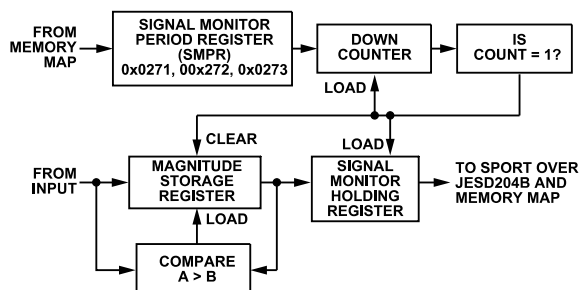 FROM
MEMORY
MAP
SIGNAL MONITOR
PERIOD REGISTER
(SMPR)
0x0271, 00x272, 0x0273
DOWN
COUNTER
IS
COUNT = 1?
LOAD
CLEAR
LOAD
FROM
INPUT
MAGNITUDE
STORAGE
REGISTER
SIGNAL
MONITOR
HOLDING
REGISTER
TO SPORT OVER
JESD204B AND
MEMORY MAP
LOAD
COMPARE
A > B